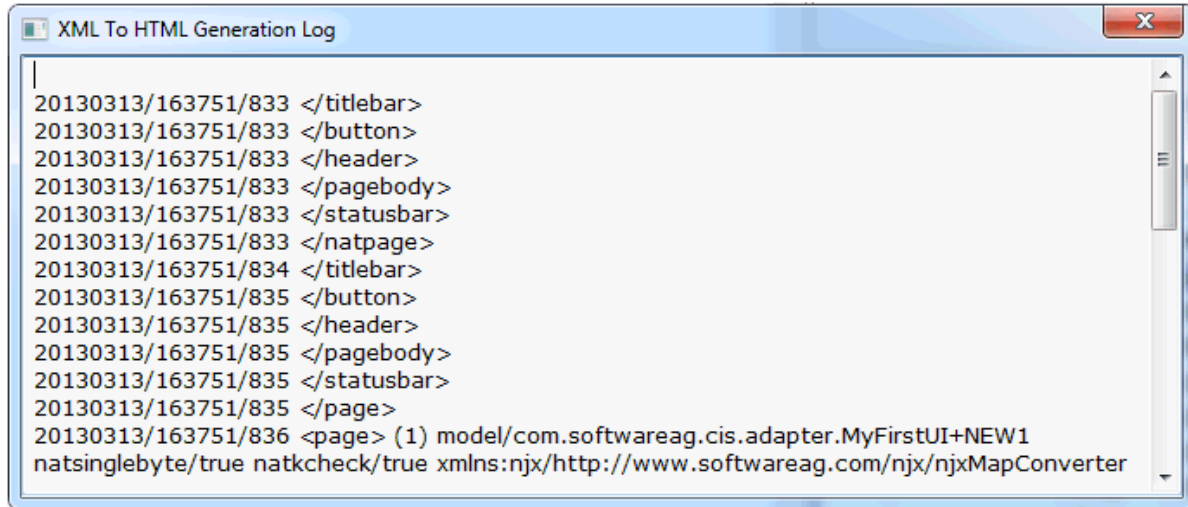 XML To HTML Generation Log
20130313/163751/833 </titlebar>
20130313/163751/833 </button>
20130313/163751/833 </header>
20130313/163751/833 </pagebody>
20130313/163751/833 </statusbar>
20130313/163751/833 </natpage>
20130313/163751/834 </titlebar>
20130313/163751/835 </button>
20130313/163751/835 </header>
20130313/163751/835 </pagebody>
20130313/163751/835 </statusbar>
20130313/163751/835 </page>
20130313/163751/836 <page> (1) model/com.softwareag.cis.adapter.MyFirstUI+NEW1
natsinglebyte/true natkcheck/true xmlns:njx/http://www.softwareag.com/njx/njxMapConverter